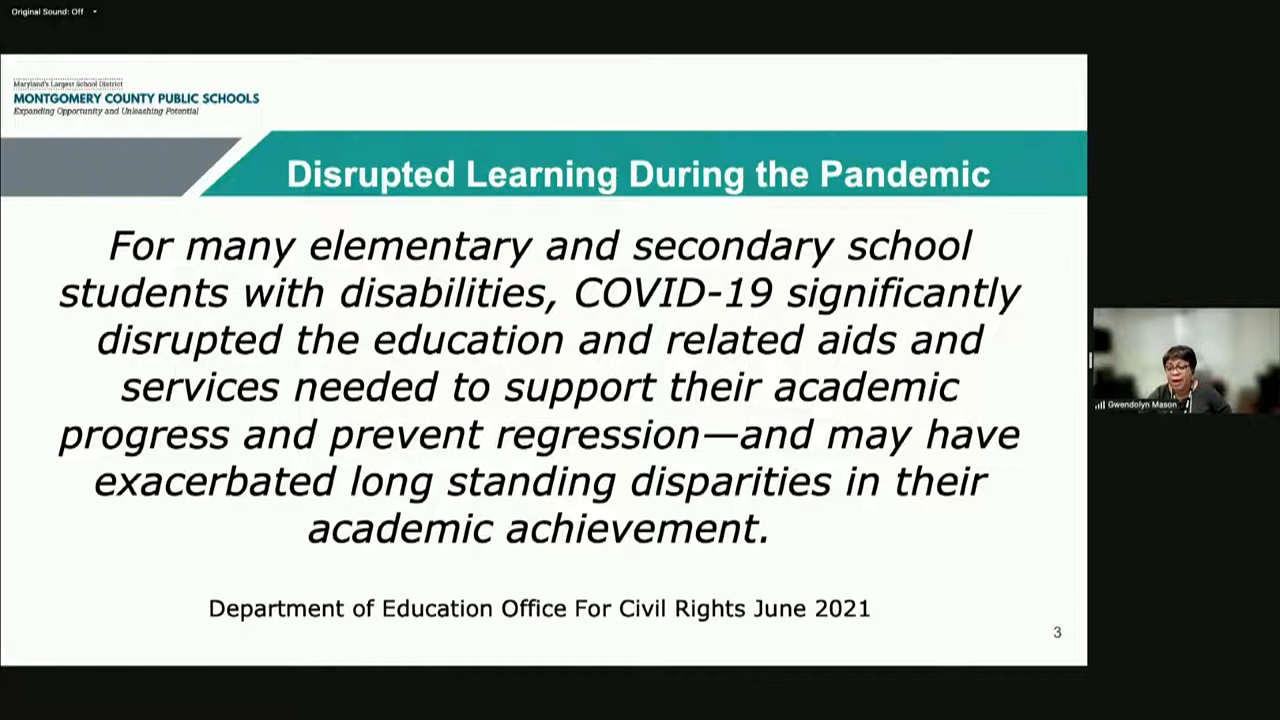 Original Sound: Off
Maryland's Largest School District
MONTGOMERY COUNTY PUBLIC SCHOOLS
Expanding Opportunity and Unleashing Potential
Disrupted Learning During the Pandemic
For many elementary and secondary school
students with disabilities, COVID-19 significantly
disrupted the education and related aids and
services needed to support their academic
progress and prevent regression—and may have
exacerbated long standing disparities in their
academic achievement.
Department of Education Office For Civil Rights June 2021
3
Gwendolyn Mason